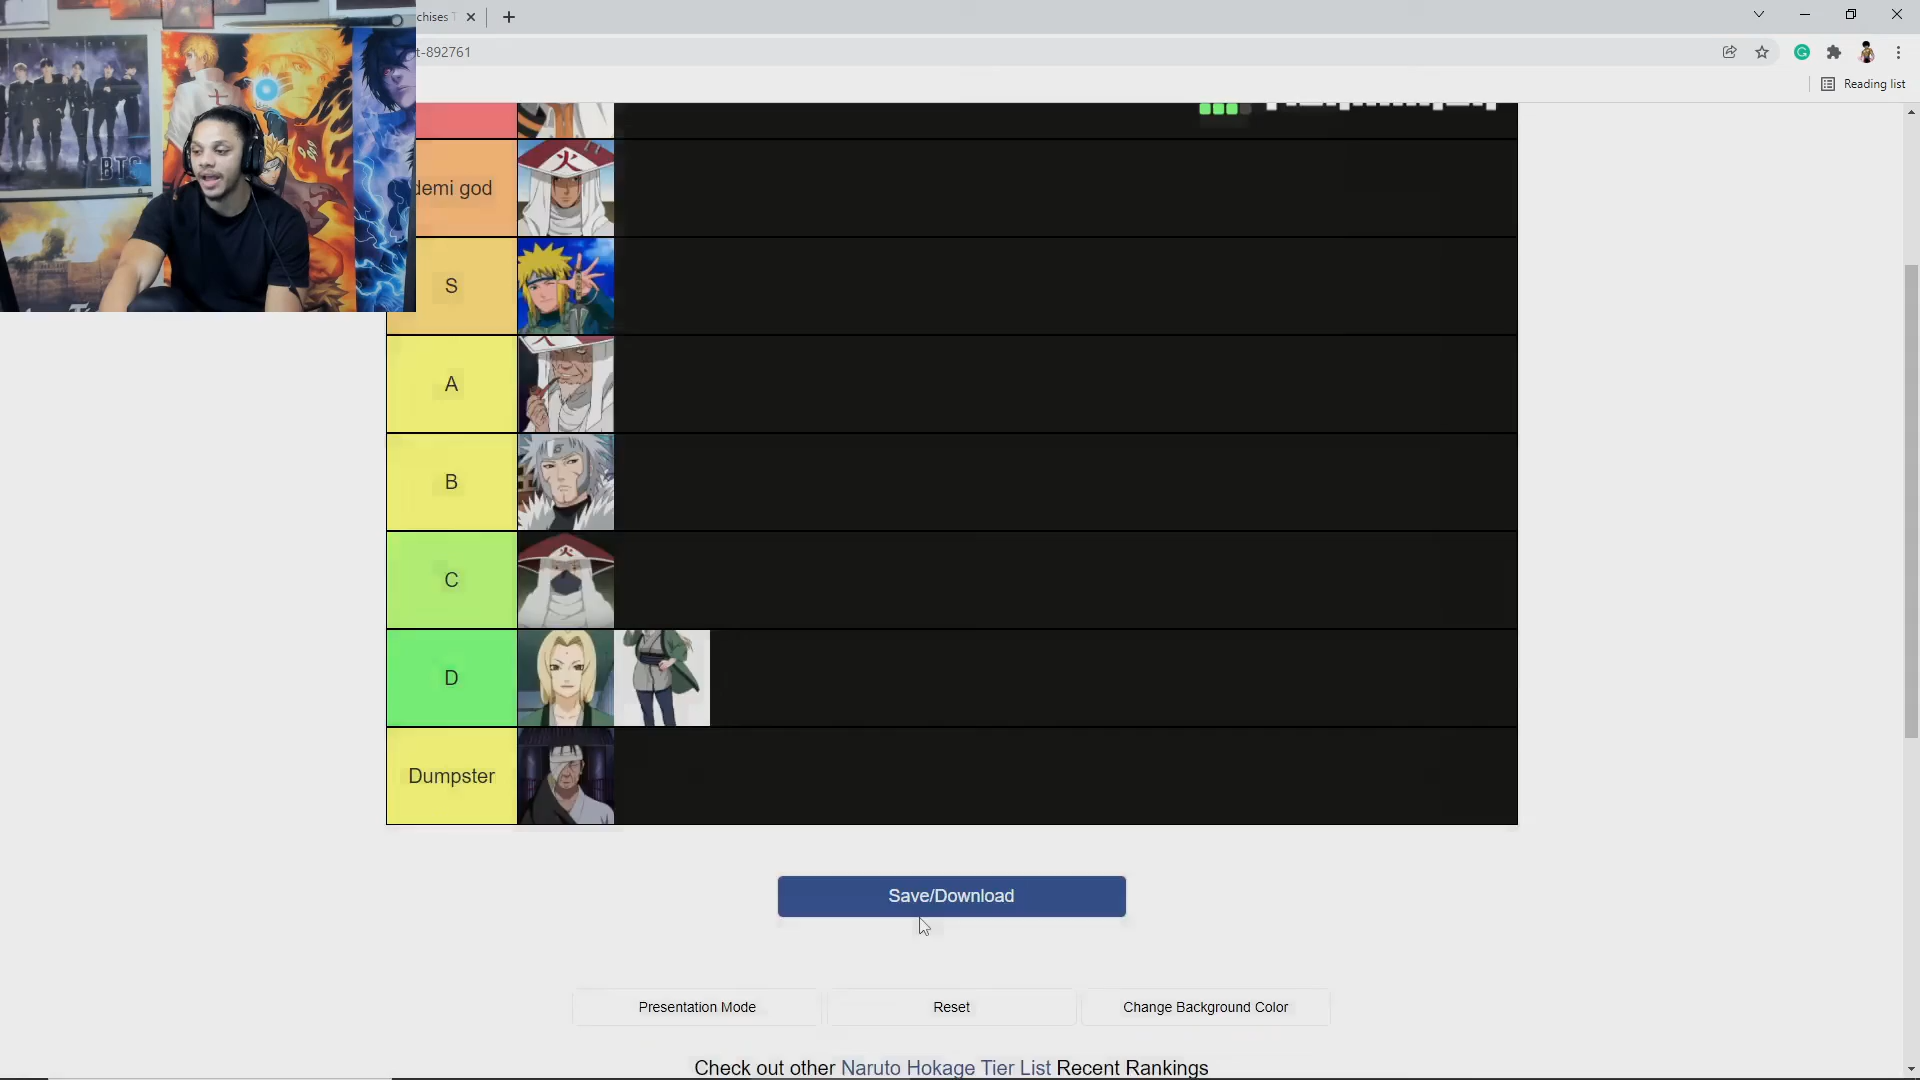 chises T
t-892761
Reading list
BTS
demi god
S
A
B
C
D
Dumpster
Save/Download
Presentation Mode
Reset
Change Background Color
Check out other Naruto Hokage Tier List Recent Rankings